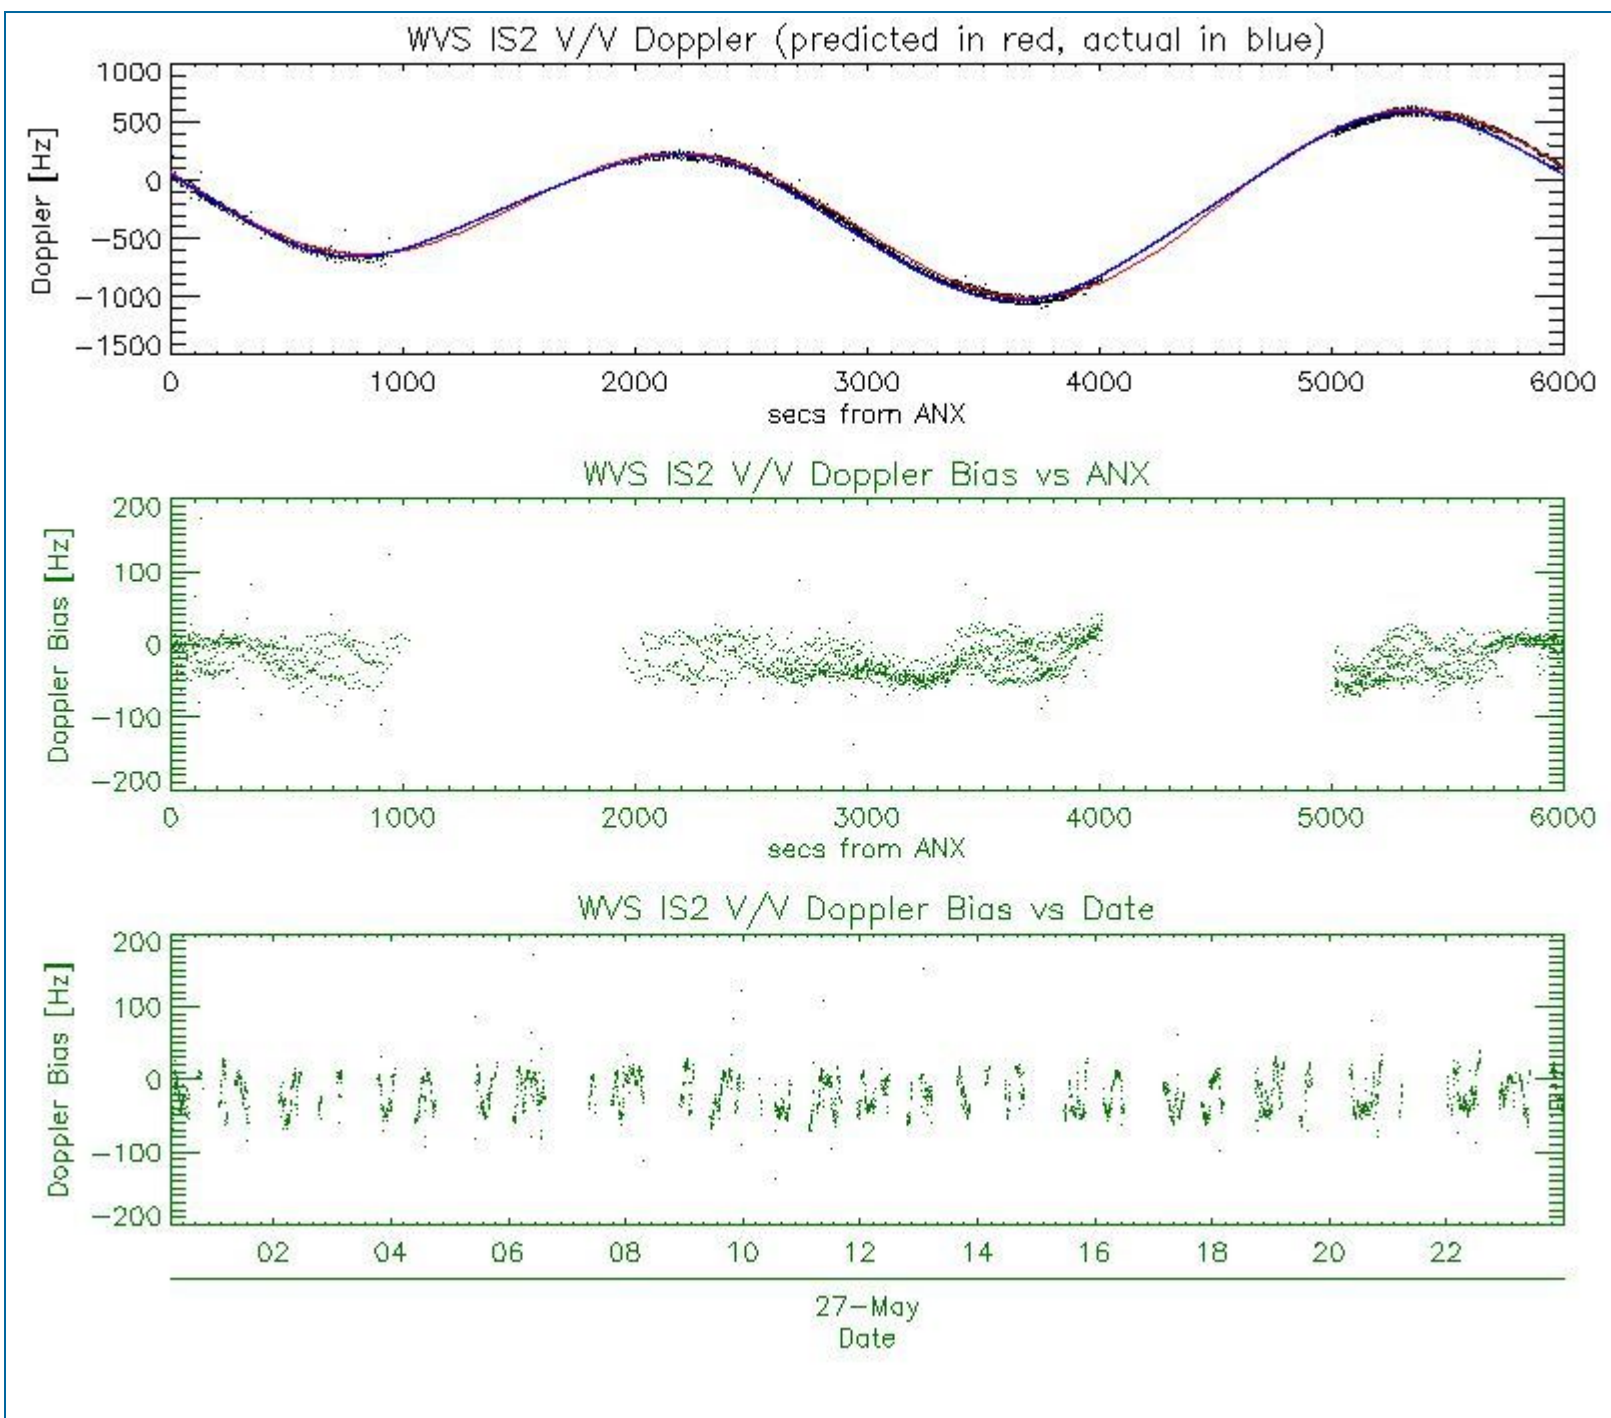 WVS IS2 V/V Doppler (predicted in red, actual in blue)
Doppler [Hz]
1000
500
0
−500
−1000
−1500
0 1000 2000 3000 4000 5000 6000
secs from ANX
WVS IS2 V/V Doppler Bias vs ANX
Doppler Bias [Hz]
200
100
0
−100
−200
0 1000 2000 3000 4000 5000 6000
secs from ANX
WVS IS2 V/V Doppler Bias vs Date
Doppler Bias [Hz]
200
100
0
−100
−200
02 04 06 08 10 12 14 16 18 20 22
27−May
Date